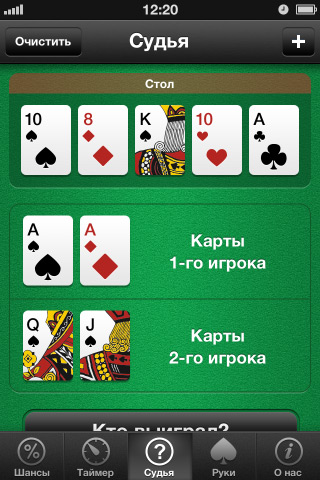 12:20
Очистить
Судья
+
Стол
10 8 K 10 A
A A
Карты
1-го игрока
Q J
Карты
2-го игрока
Кто выиграл?
% ? i
Шансы Таймер Судья Руки О нас